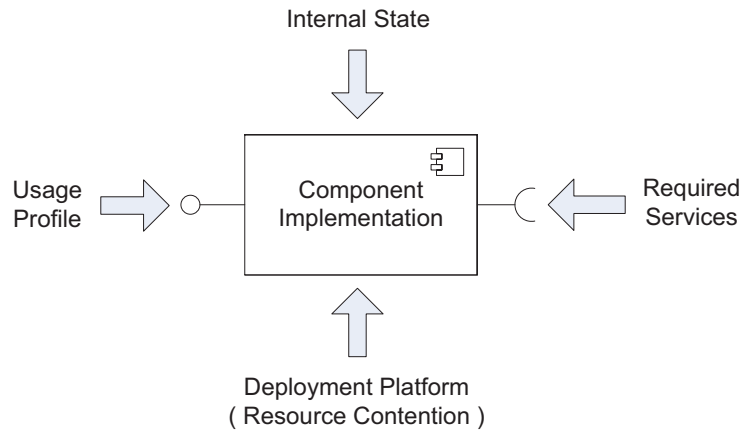 Internal State
Usage
Profile
Component
Implementation
Required
Services
Deployment Platform
( Resource Contention )